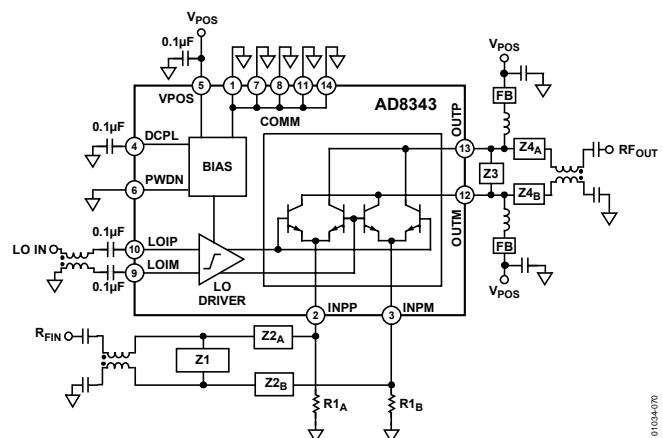 VPOS
0.1µF
5
1
7
8
11
14
VPOS
COMM
AD8343
0.1µF
4
DCPL
BIAS
6
PWDN
0.1µF
LO IN
10
LOIP
9
LOIM
0.1µF
LO
DRIVER
OUTP
13
12
OUTM
VPOS
FB
Z4A
Z3
Z4B
RFOUT
FB
VPOS
2
INPP
3
INPM
RFIN
Z1
Z2A
Z2B
R1A
R1B
01034-070